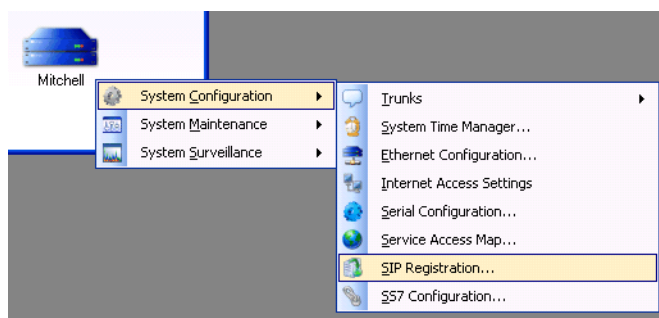 Mitchell
System Configuration
System Maintenance
System Surveillance
Trunks
System Time Manager...
Ethernet Configuration...
Internet Access Settings
Serial Configuration...
Service Access Map...
SIP Registration...
SS7 Configuration...